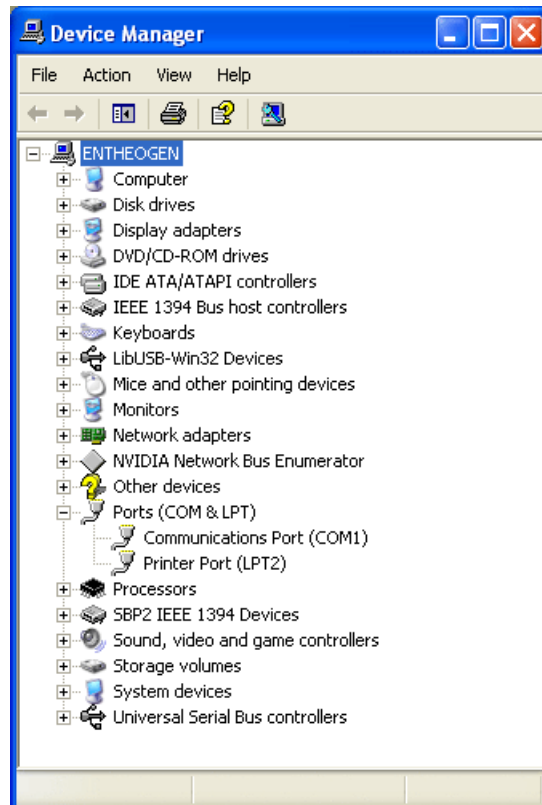 Device Manager
File Action View Help
ENTHEOGEN
Computer
Disk drives
Display adapters
DVD/CD-ROM drives
IDE ATA/ATAPI controllers
IEEE 1394 Bus host controllers
Keyboards
LibUSB-Win32 Devices
Mice and other pointing devices
Monitors
Network adapters
NVIDIA Network Bus Enumerator
Other devices
Ports (COM & LPT)
Communications Port (COM1)
Printer Port (LPT2)
Processors
SBP2 IEEE 1394 Devices
Sound, video and game controllers
Storage volumes
System devices
Universal Serial Bus controllers